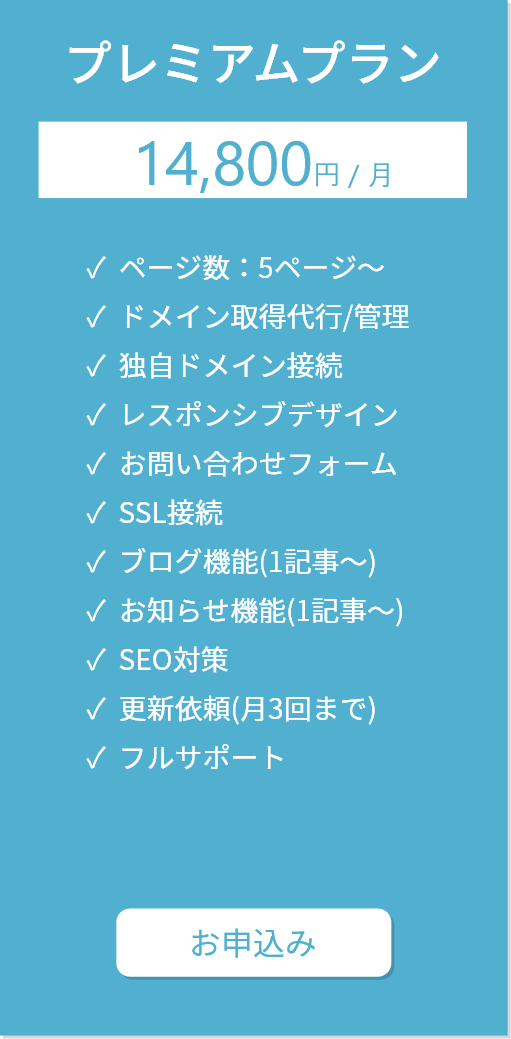 プレミアムプラン
14,800円 / 月
✓ ページ数：5ページ～
✓ ドメイン取得代行/管理
✓ 独自ドメイン接続
✓ レスポンシブデザイン
✓ お問い合わせフォーム
✓ SSL接続
✓ ブログ機能(1記事～)
✓ お知らせ機能(1記事～)
✓ SEO対策
✓ 更新依頼(月3回まで)
✓ フルサポート
お申込み